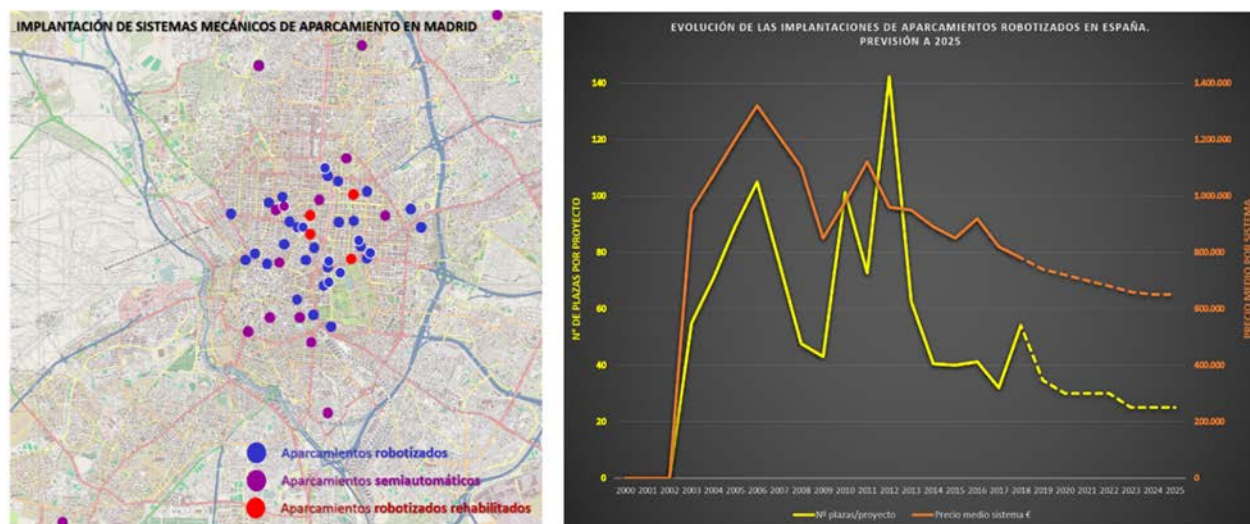 IMPLANTACIÓN DE SISTEMAS MECÁNICOS DE APARCAMIENTO EN MADRID
Aparcamientos robotizados
Aparcamientos semiautomáticos
Aparcamientos robotizados rehabilitados
EVOLUCIÓN DE LAS IMPLANTACIONES DE APARCAMIENTOS ROBOTIZADOS EN ESPAÑA.
PREVISIÓN A 2025
Nº DE PLAZAS POR PROYECTO
140
120
100
80
60
40
20
0
1.400.000
1.200.000
1.000.000
800.000
600.000
400.000
200.000
0
PRECIO MEDIO POR SISTEMA
2000 2001 2002 2003 2004 2005 2006 2007 2008 2009 2010 2011 2012 2013 2014 2015 2016 2017 2018 2019 2020 2021 2022 2023 2024 2025
Nº plazas/proyecto
Precio medio sistema €